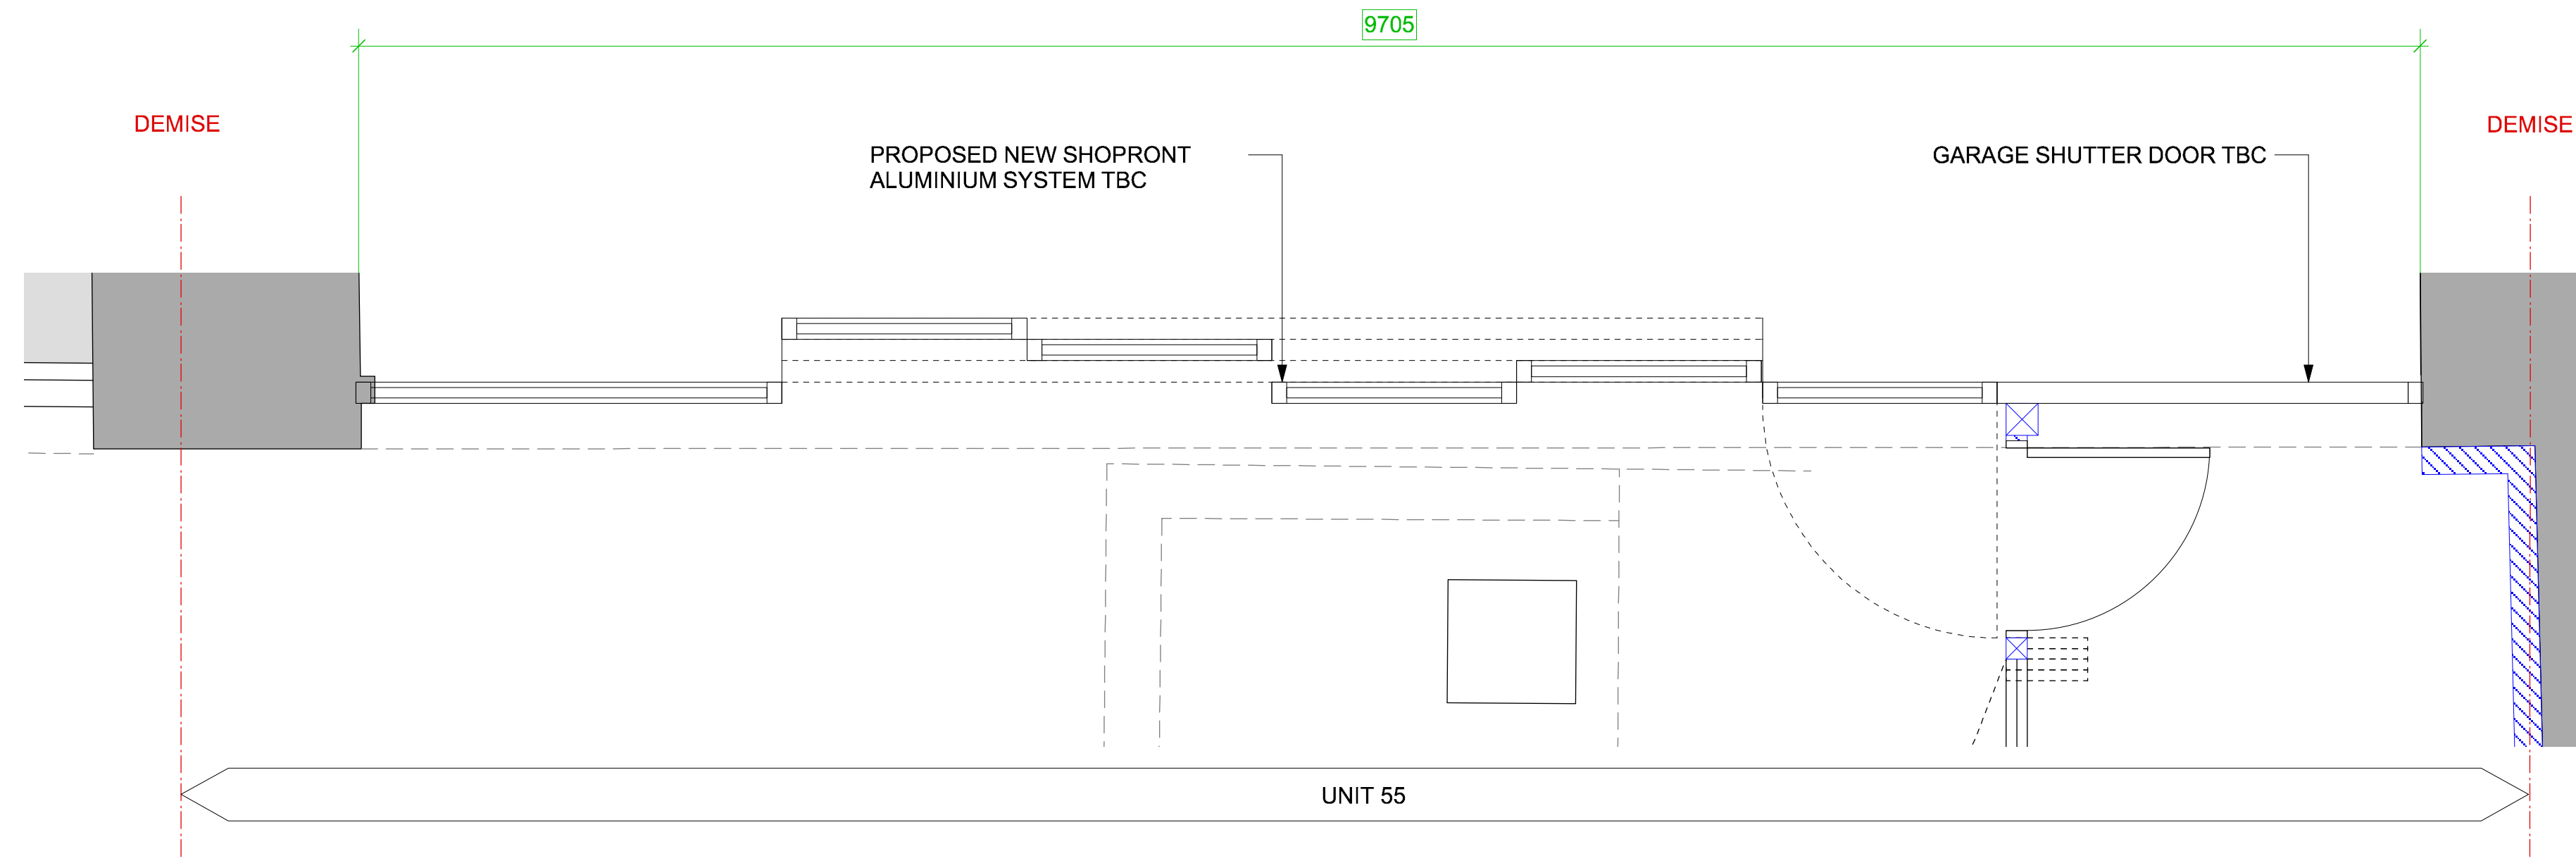 9705
DEMISE
DEMISE
PROPOSED NEW SHOPRONT
ALUMINIUM SYSTEM TBC
GARAGE SHUTTER DOOR TBC
UNIT 55